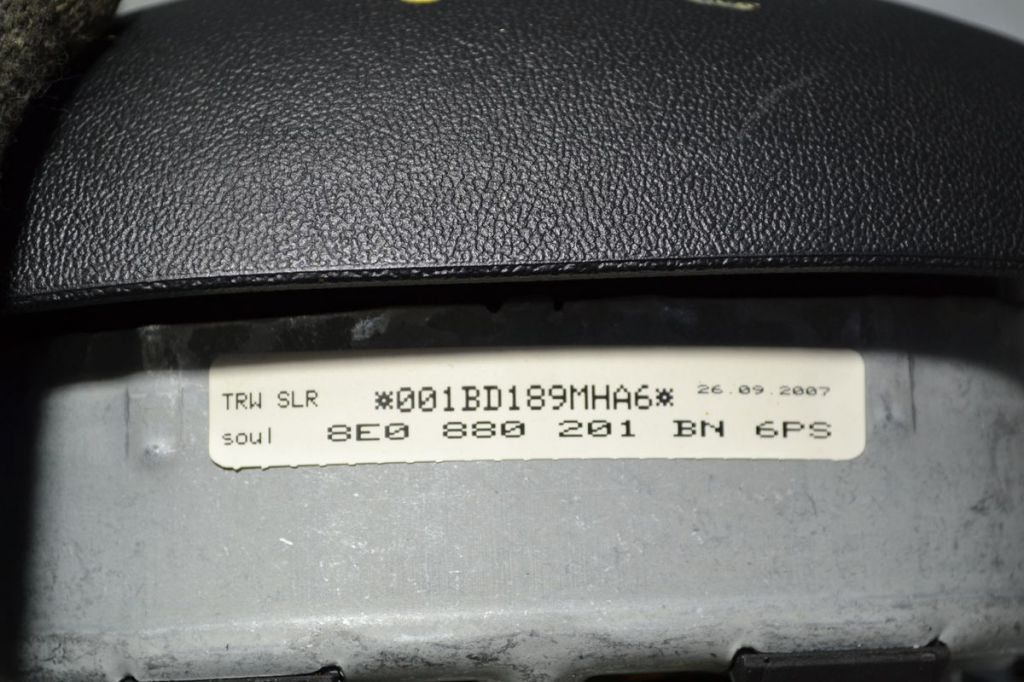 TRW SLR *001BD189MHA6* 26.09.2007
soul 8E0 880 201 BN 6PS